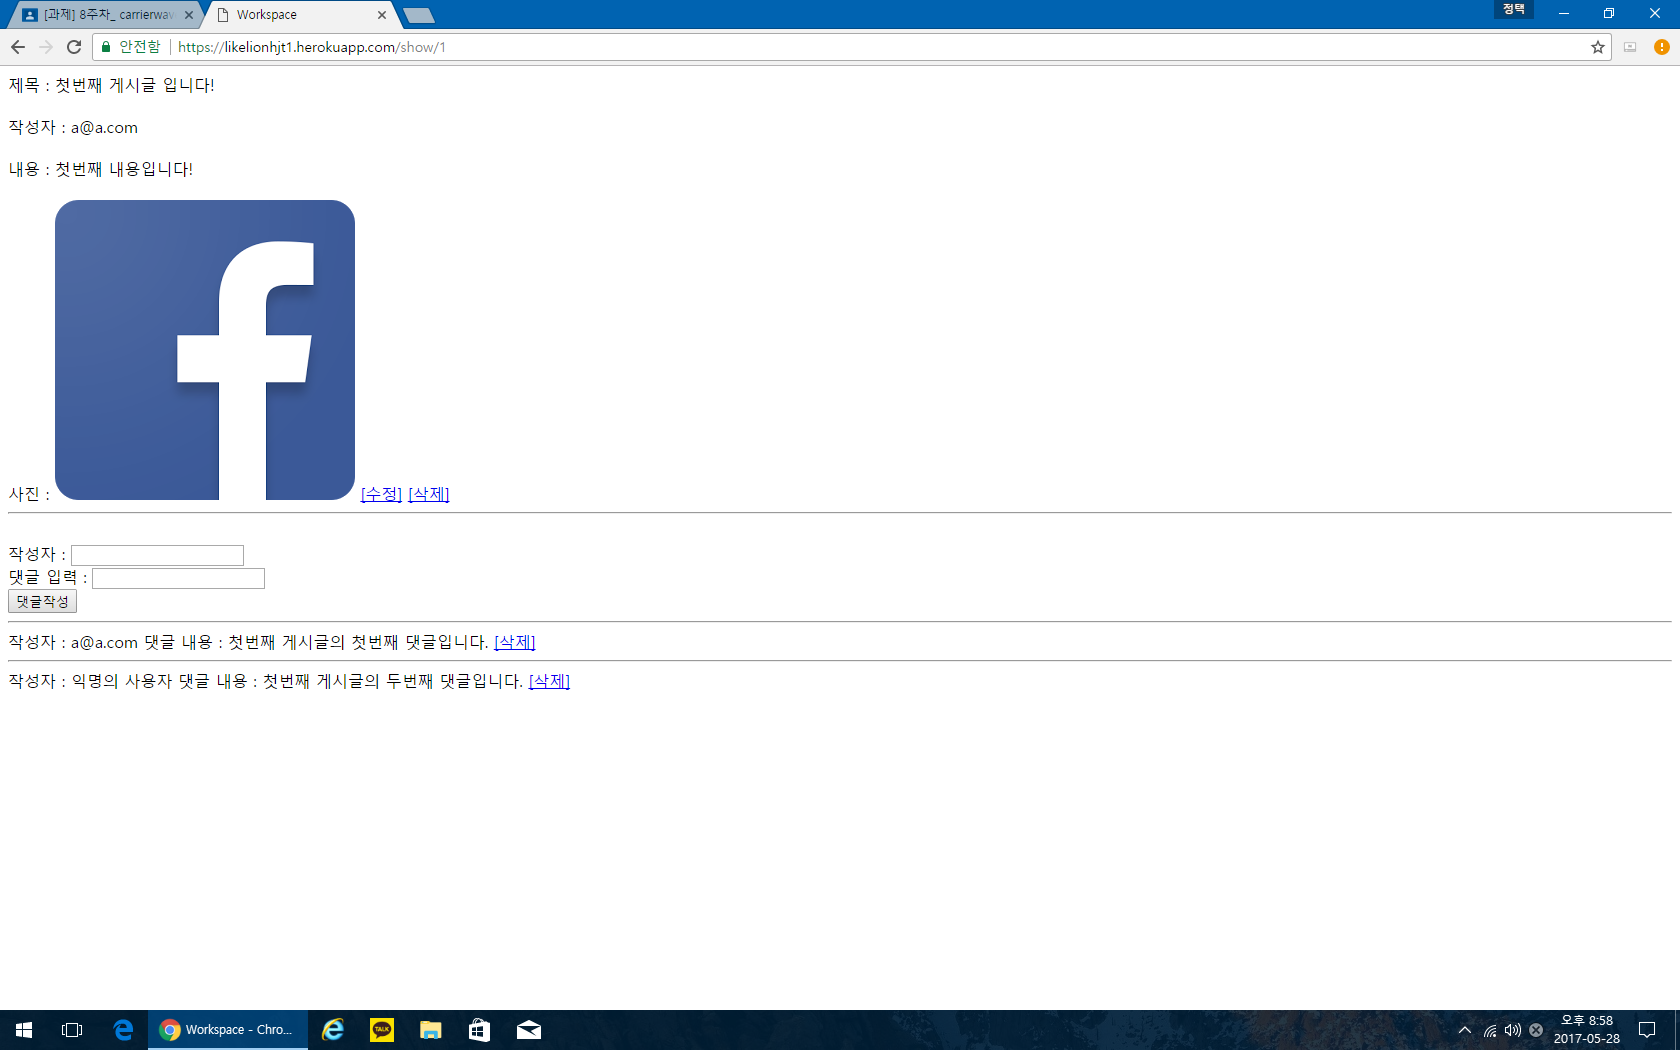 [과제] 8주차_ carrierwav
Workspace
정택
안전함 https://likelionhjt1.herokuapp.com/show/1
제목 : 첫번째 게시글 입니다!
작성자 : a@a.com
내용 : 첫번째 내용입니다!
사진 : [수정] [삭제]
작성자 :
댓글 입력 :
댓글작성
작성자 : a@a.com 댓글 내용 : 첫번째 게시글의 첫번째 댓글입니다. [삭제]
작성자 : 익명의 사용자 댓글 내용 : 첫번째 게시글의 두번째 댓글입니다. [삭제]
Workspace - Chro...
TALK
오후 8:58
2017-05-28